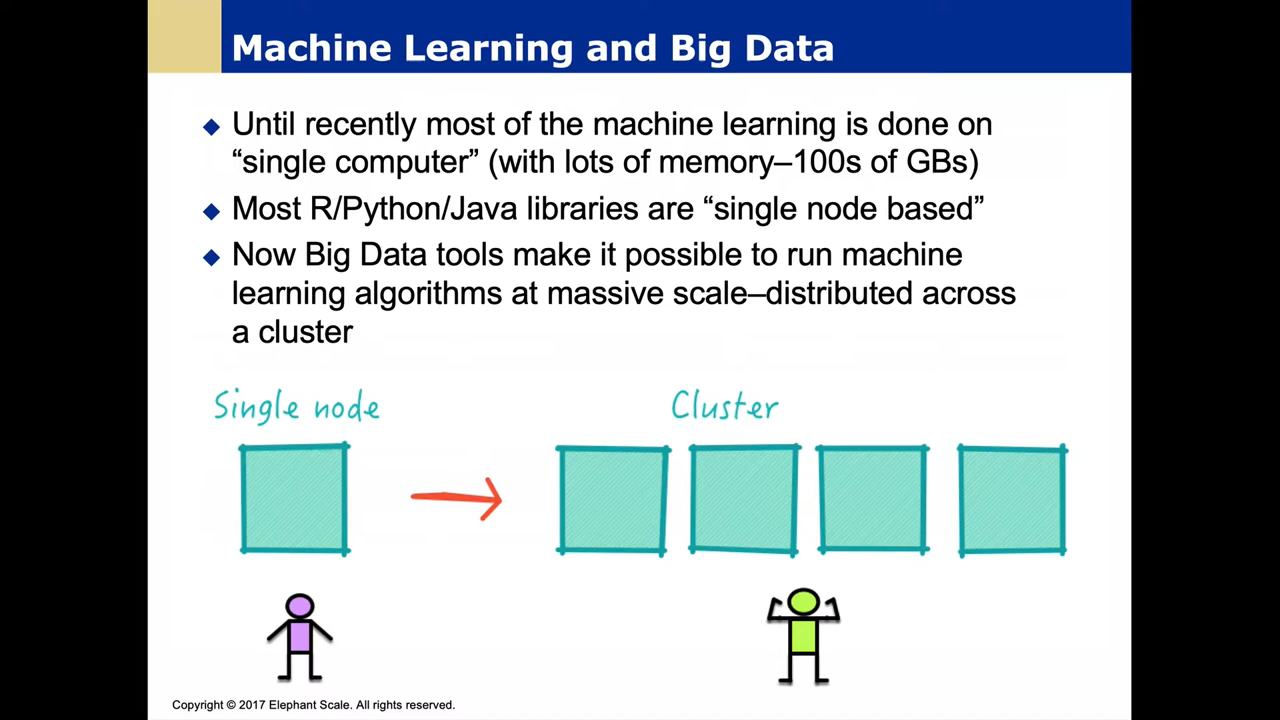 Machine Learning and Big Data
Until recently most of the machine learning is done on
“single computer” (with lots of memory–100s of GBs)
Most R/Python/Java libraries are “single node based”
Now Big Data tools make it possible to run machine
learning algorithms at massive scale–distributed across
a cluster
Single node
Cluster
Copyright © 2017 Elephant Scale. All rights reserved.